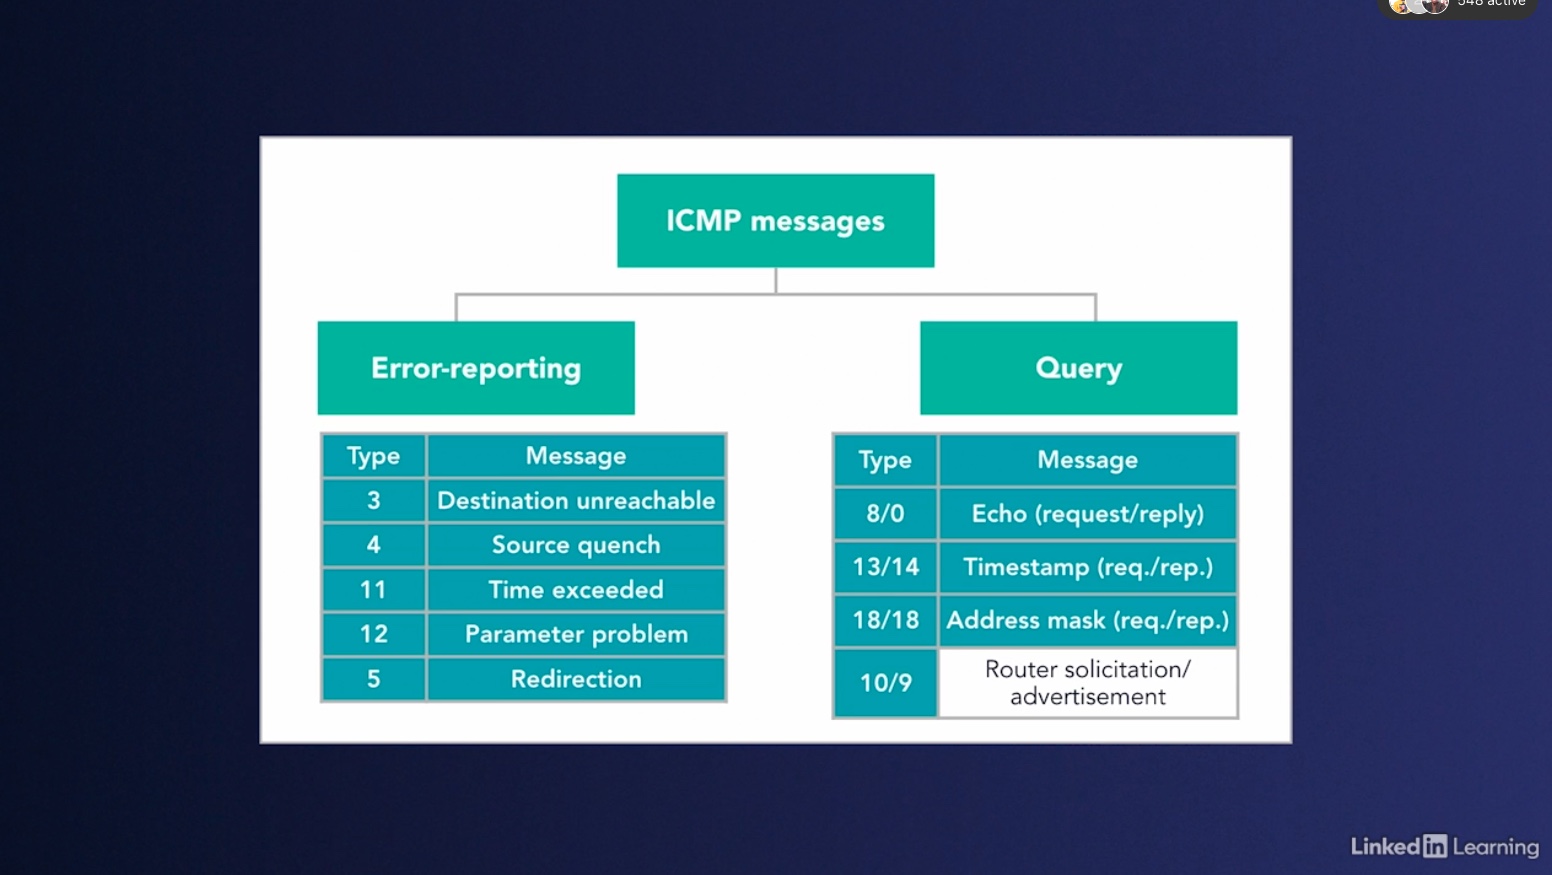 548 active
ICMP messages
Error-reporting
Query
Type Message
3 Destination unreachable
4 Source quench
11 Time exceeded
12 Parameter problem
5 Redirection
Type Message
8/0 Echo (request/reply)
13/14 Timestamp (req./rep.)
18/18 Address mask (req./rep.)
10/9 Router solicitation/
advertisement
Linked in Learning